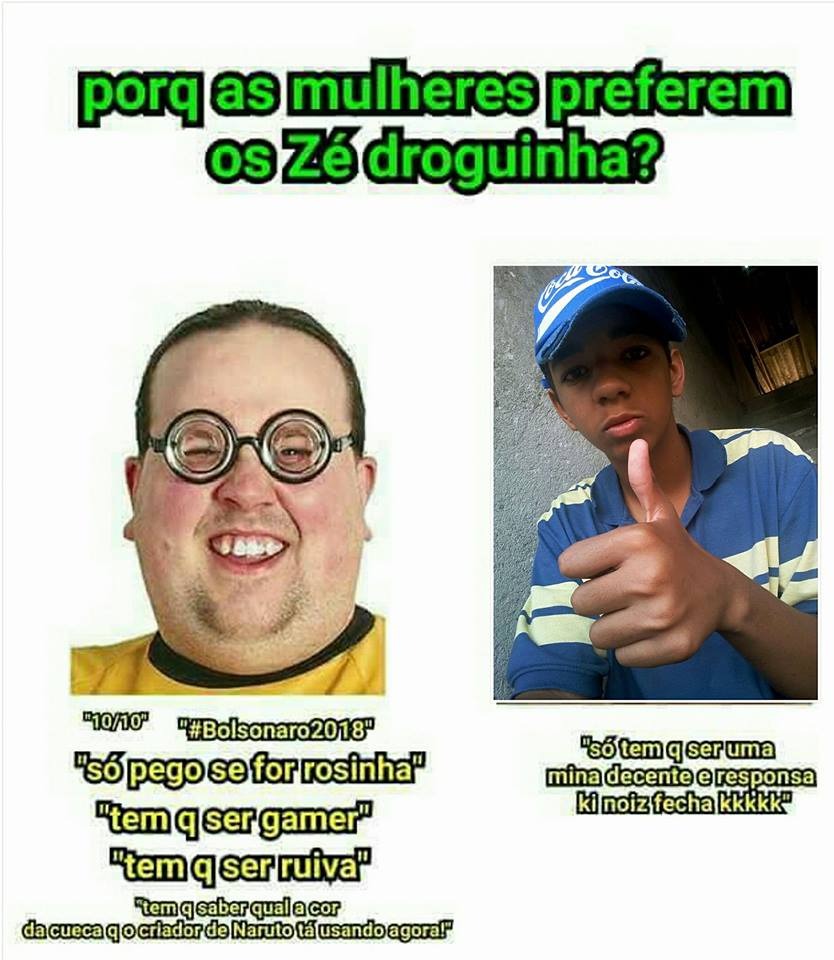 porq as mulheres preferem
os Zé droguinha?
Coca Cola
"10/10" "#Bolsonaro2018"
"só pego se for rosinha"
"tem q ser gamer"
"tem q ser ruiva"
"tem q saber qual a cor
da cueca q o criador de Naruto tá usando agora!"
"só tem q ser uma
mina decente e responsa
ki noiz fecha kkkkk"